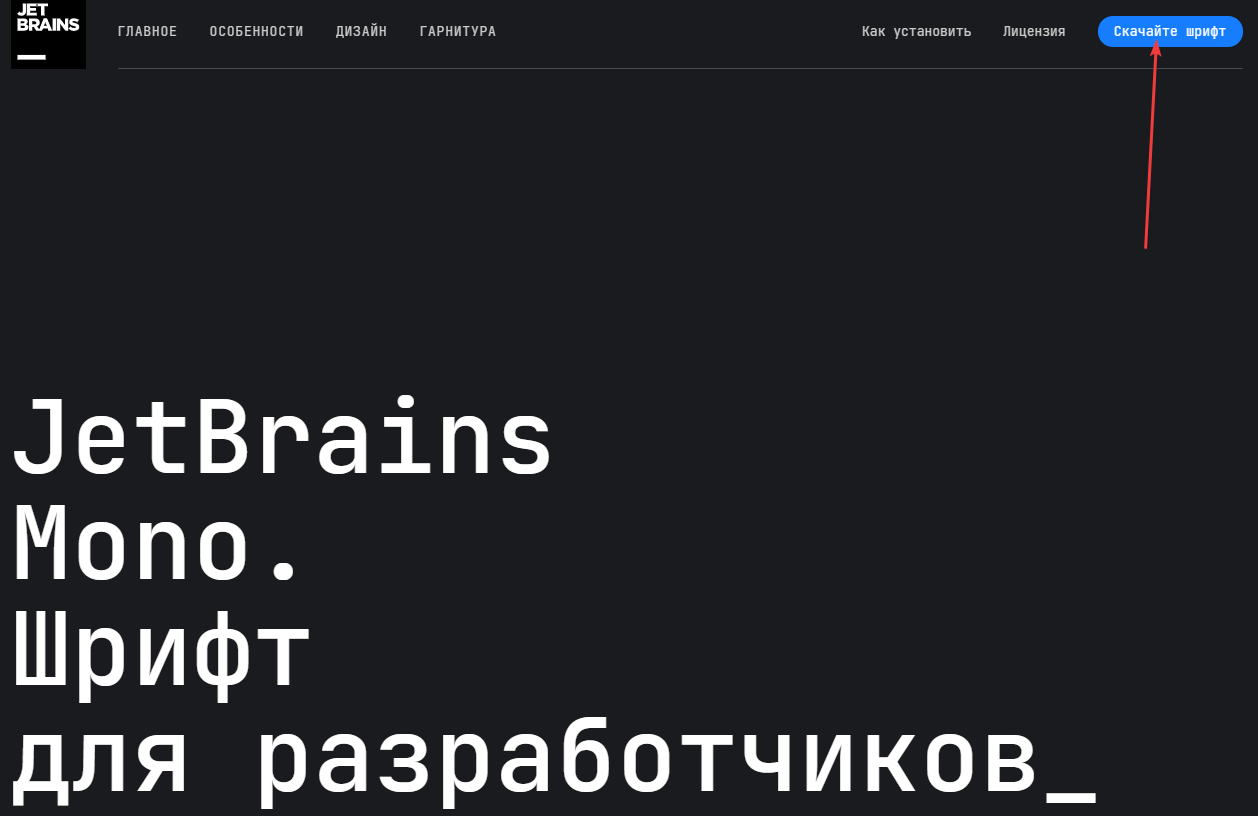 JET
BRAINS
ГЛАВНОЕ ОСОБЕННОСТИ ДИЗАЙН ГАРНИТУРА Как установить Лицензия Скачайте шрифт
JetBrains
Mono.
Шрифт
для разработчиков_